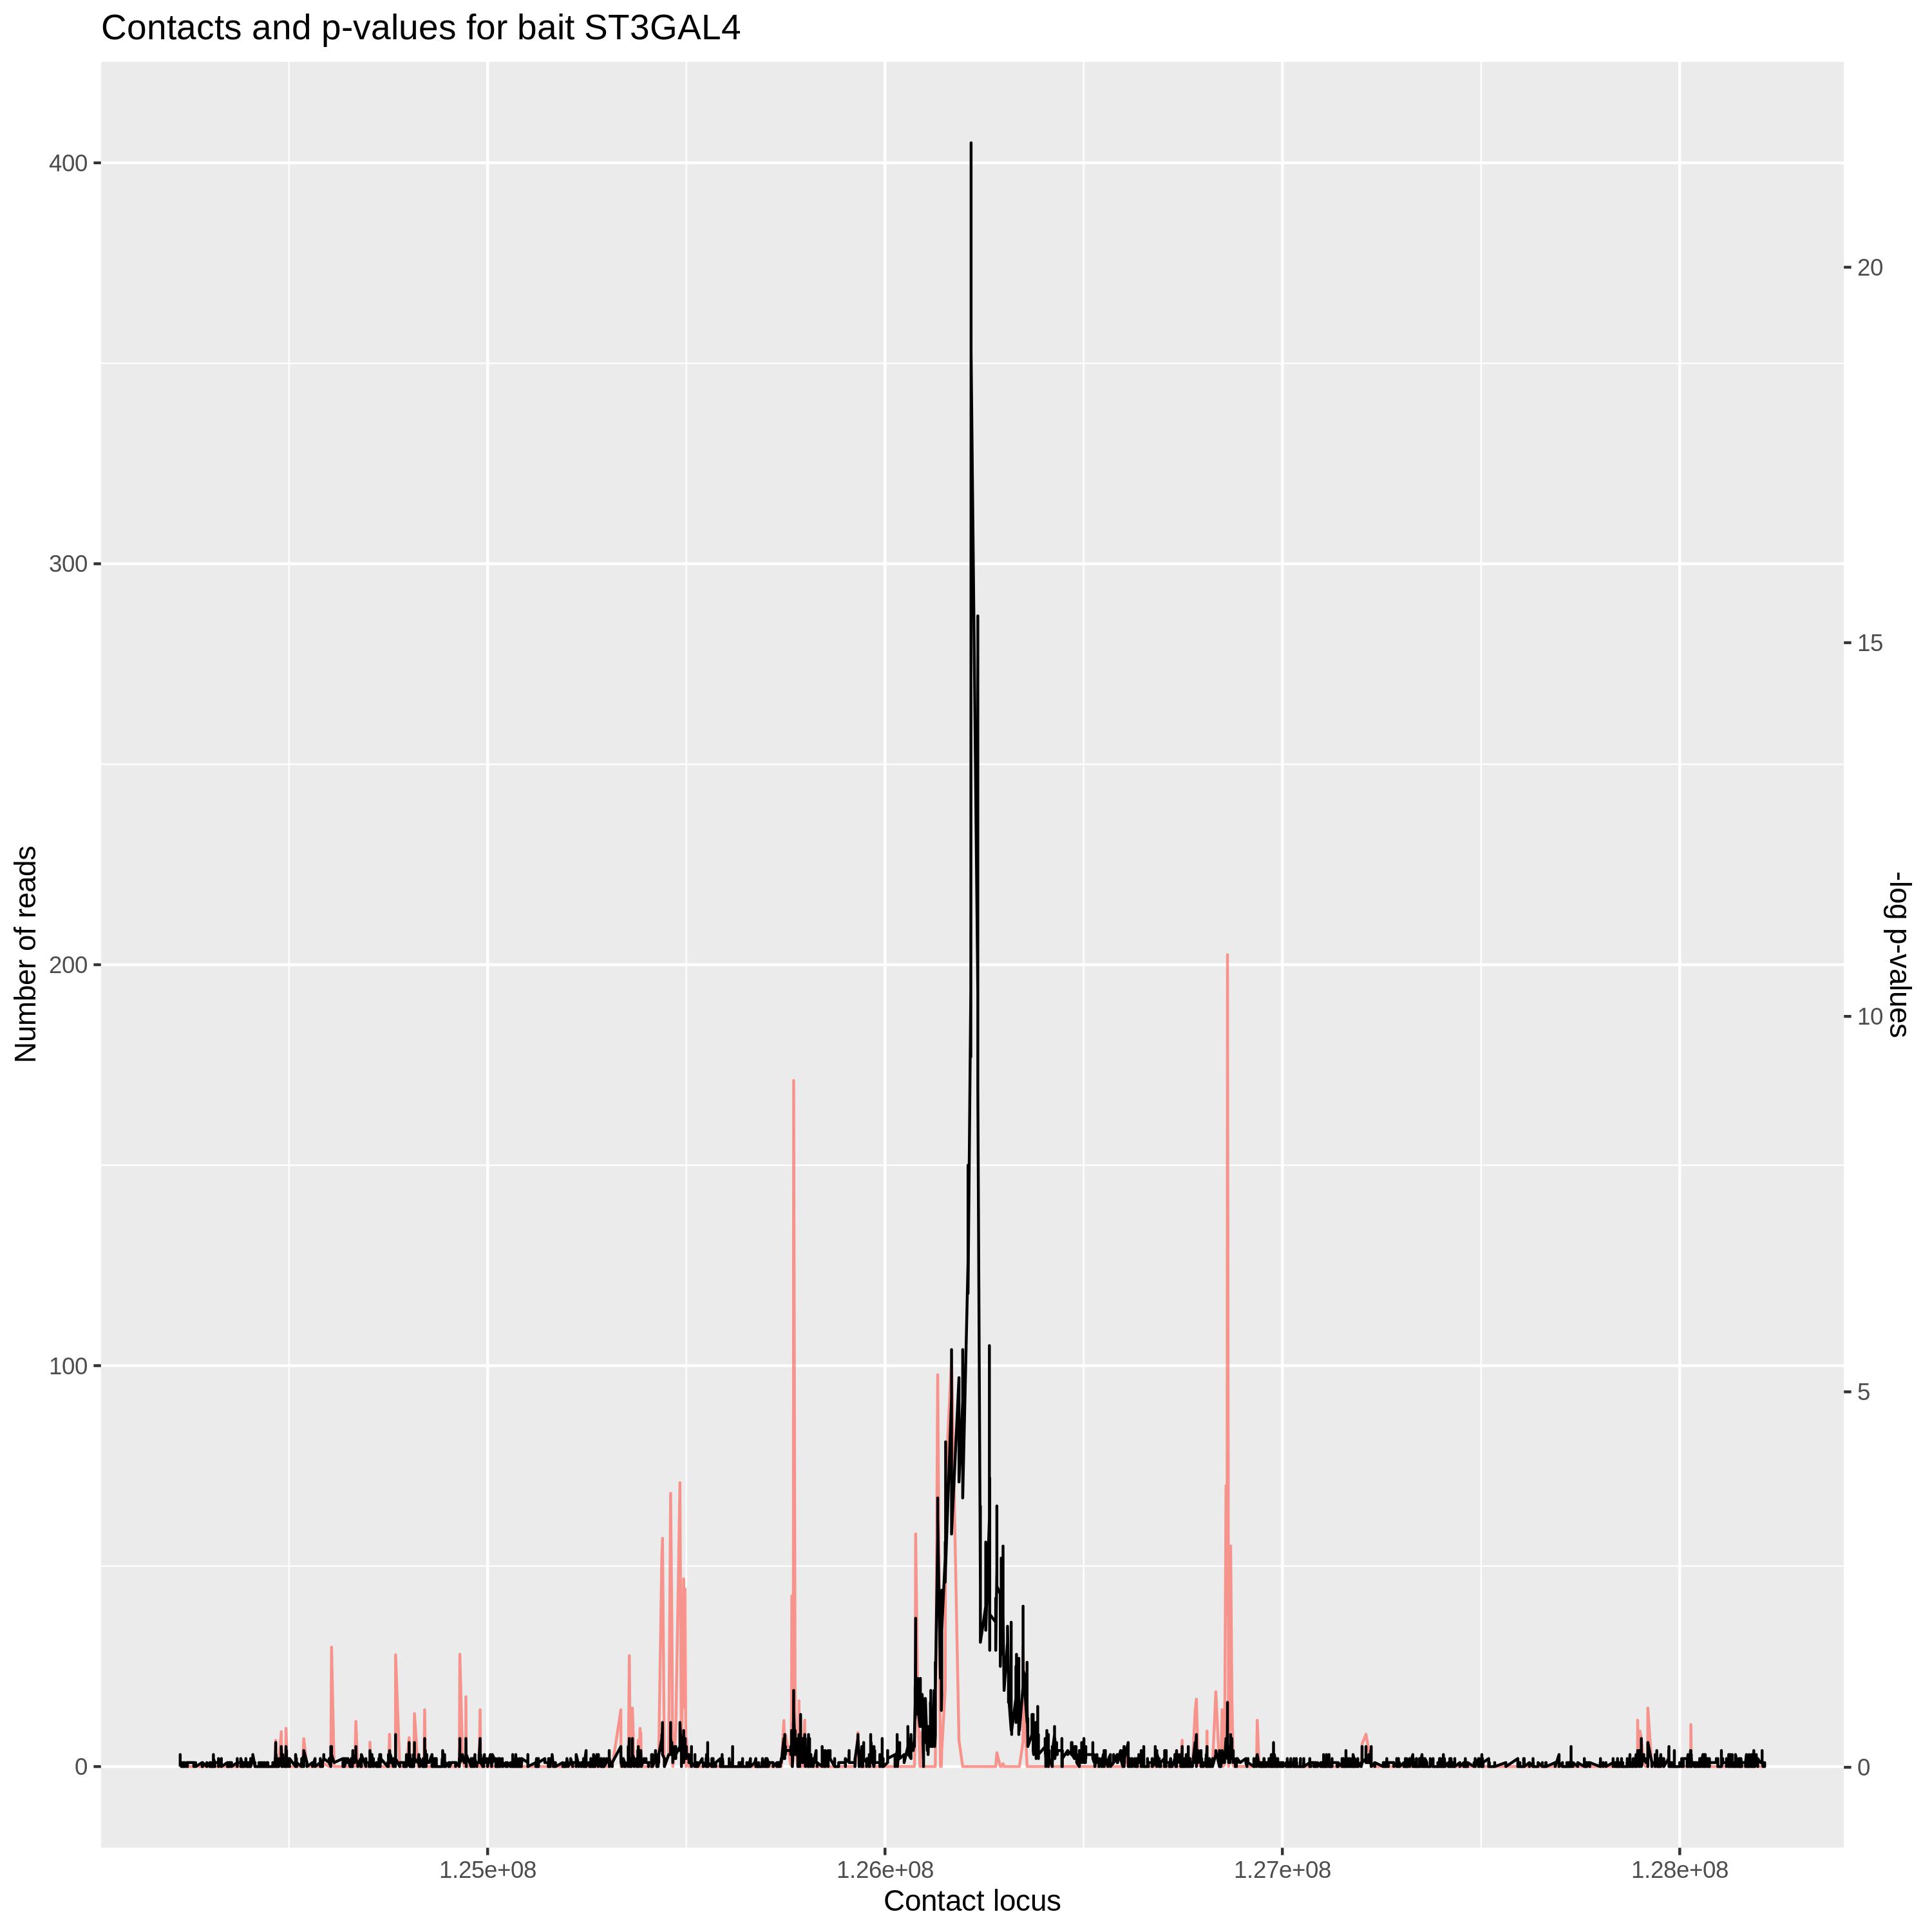 Contacts and p-values for bait ST3GAL4
400
300
200
100
0
Number of reads
20
15
10
5
0
-log p-values
1.25e+08
1.26e+08
1.27e+08
1.28e+08
Contact locus